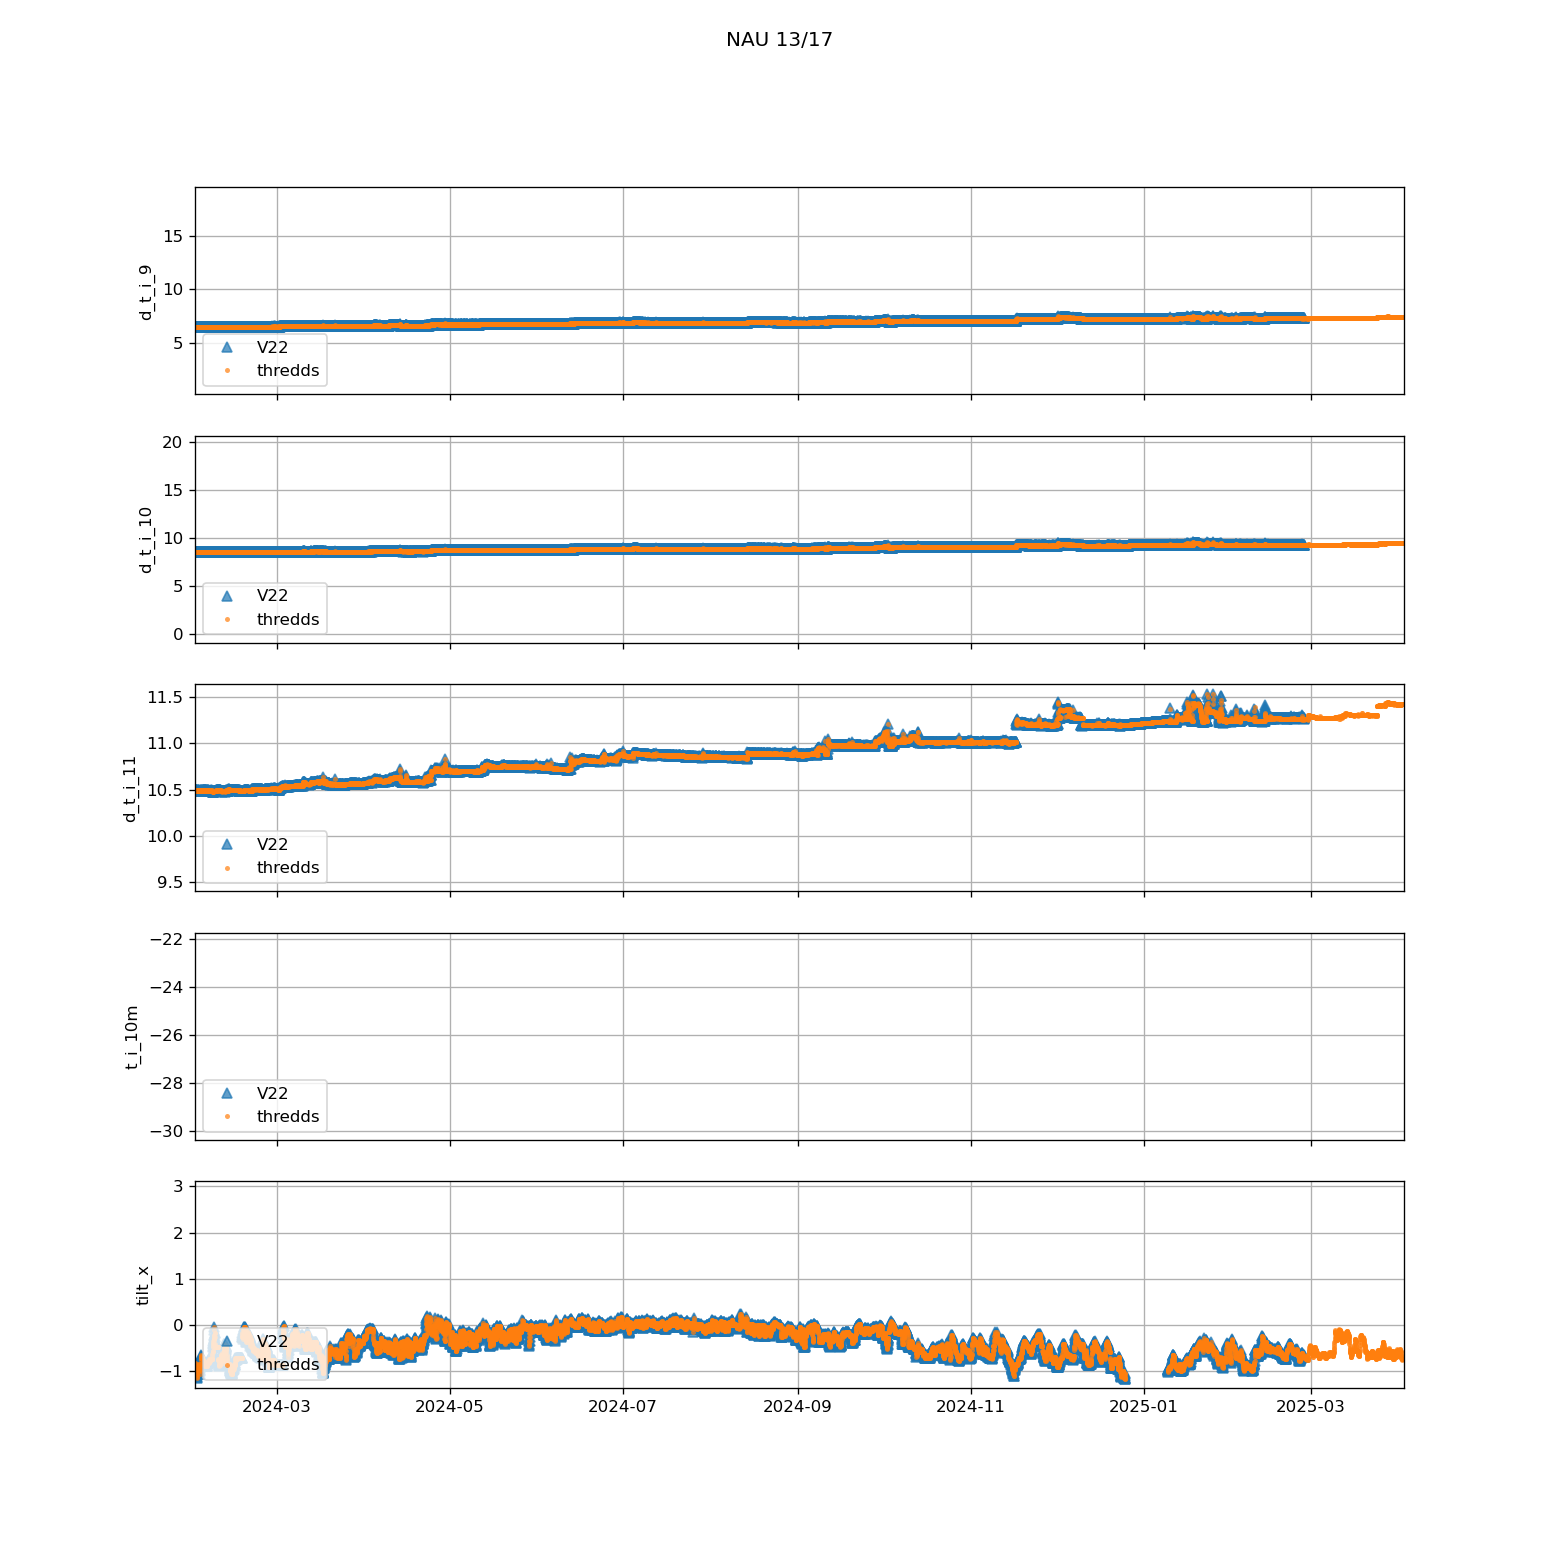 NAU 13/17
d_t_i_9
15
10
5
V22
thredds
d_t_i_10
20
15
10
5
0
V22
thredds
d_t_i_11
11.5
11.0
10.5
10.0
9.5
V22
thredds
t_i_10m
−22
−24
−26
−28
−30
V22
thredds
tilt_x
3
2
1
0
−1
V22
thredds
2024-03 2024-05 2024-07 2024-09 2024-11 2025-01 2025-03